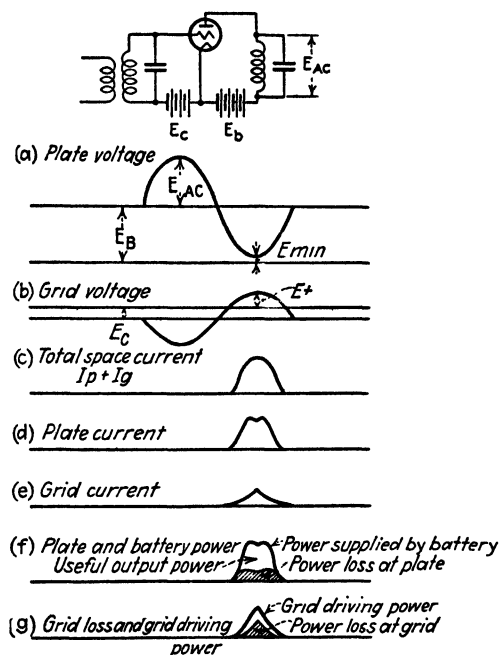 E_AC
E_c E_b
(a) Plate voltage
E_AC
E_B
Emin
(b) Grid voltage
E+
E_C
(c) Total space current
Ip + Ig
(d) Plate current
(e) Grid current
(f) Plate and battery power Power supplied by battery
Useful output power Power loss at plate
Grid driving power
(g) Grid loss and grid driving Power loss at grid
power